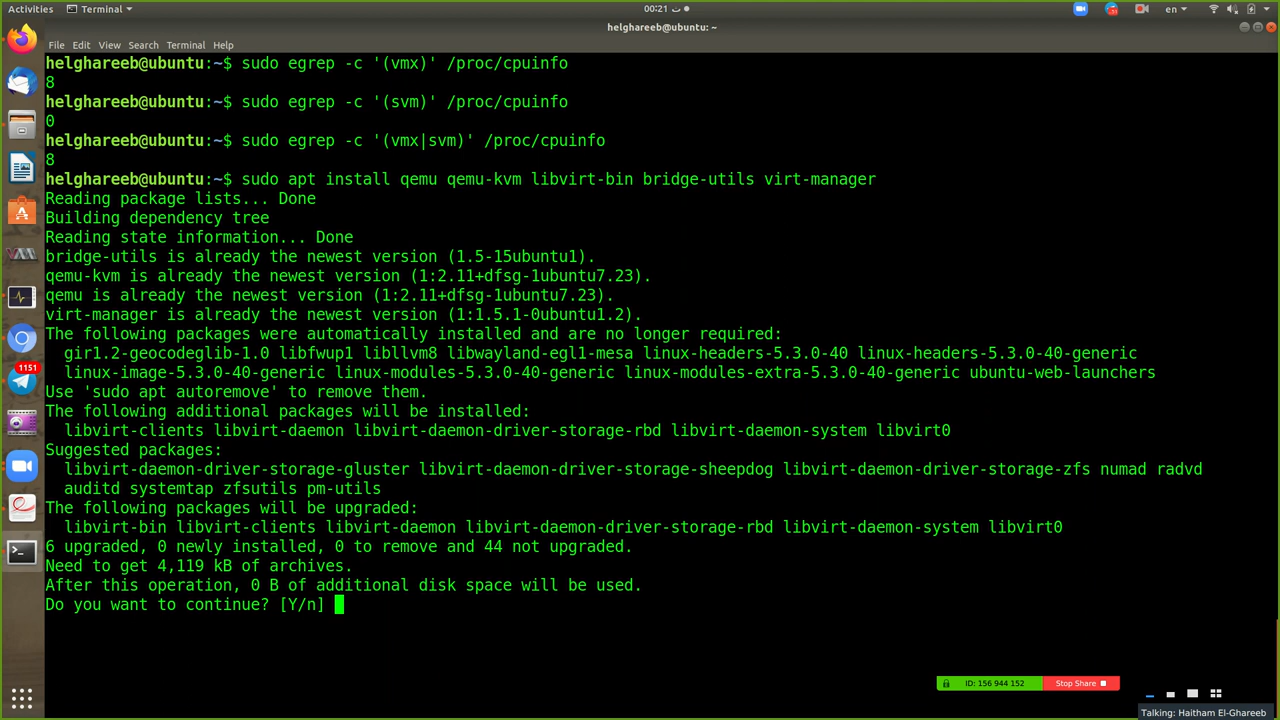 Activities Terminal 00:21 ت en
helghareeb@ubuntu: ~
File Edit View Search Terminal Help
helghareeb@ubuntu:~$ sudo egrep -c '(vmx)' /proc/cpuinfo
8
helghareeb@ubuntu:~$ sudo egrep -c '(svm)' /proc/cpuinfo
0
helghareeb@ubuntu:~$ sudo egrep -c '(vmx|svm)' /proc/cpuinfo
8
helghareeb@ubuntu:~$ sudo apt install qemu qemu-kvm libvirt-bin bridge-utils virt-manager
Reading package lists... Done
Building dependency tree
Reading state information... Done
bridge-utils is already the newest version (1.5-15ubuntu1).
qemu-kvm is already the newest version (1:2.11+dfsg-1ubuntu7.23).
qemu is already the newest version (1:2.11+dfsg-1ubuntu7.23).
virt-manager is already the newest version (1:1.5.1-0ubuntu1.2).
The following packages were automatically installed and are no longer required:
gir1.2-geocodeglib-1.0 libfwup1 libllvm8 libwayland-egl1-mesa linux-headers-5.3.0-40 linux-headers-5.3.0-40-generic
linux-image-5.3.0-40-generic linux-modules-5.3.0-40-generic linux-modules-extra-5.3.0-40-generic ubuntu-web-launchers
Use 'sudo apt autoremove' to remove them.
The following additional packages will be installed:
libvirt-clients libvirt-daemon libvirt-daemon-driver-storage-rbd libvirt-daemon-system libvirt0
Suggested packages:
libvirt-daemon-driver-storage-gluster libvirt-daemon-driver-storage-sheepdog libvirt-daemon-driver-storage-zfs numad radvd
auditd systemtap zfsutils pm-utils
The following packages will be upgraded:
libvirt-bin libvirt-clients libvirt-daemon libvirt-daemon-driver-storage-rbd libvirt-daemon-system libvirt0
6 upgraded, 0 newly installed, 0 to remove and 44 not upgraded.
Need to get 4,119 kB of archives.
After this operation, 0 B of additional disk space will be used.
Do you want to continue? [Y/n]
1151
ID: 156 944 152 Stop Share
Talking: Haitham El-Ghareeb